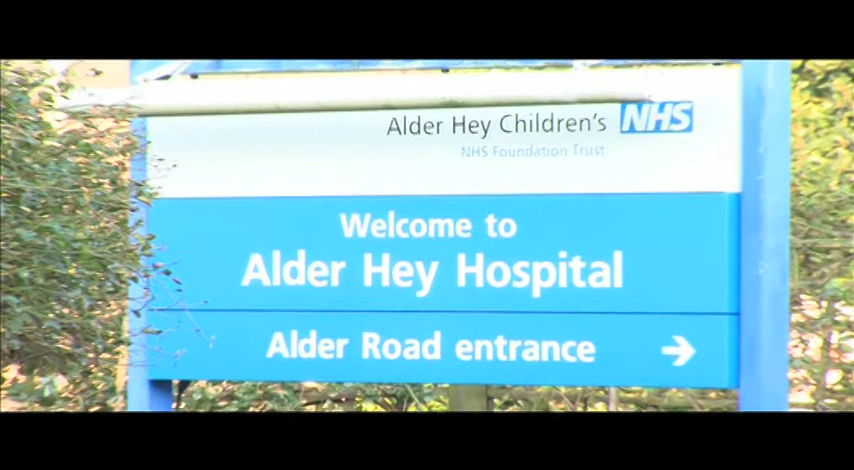 Alder Hey Children's NHS
NHS Foundation Trust
Welcome to
Alder Hey Hospital
Alder Road entrance